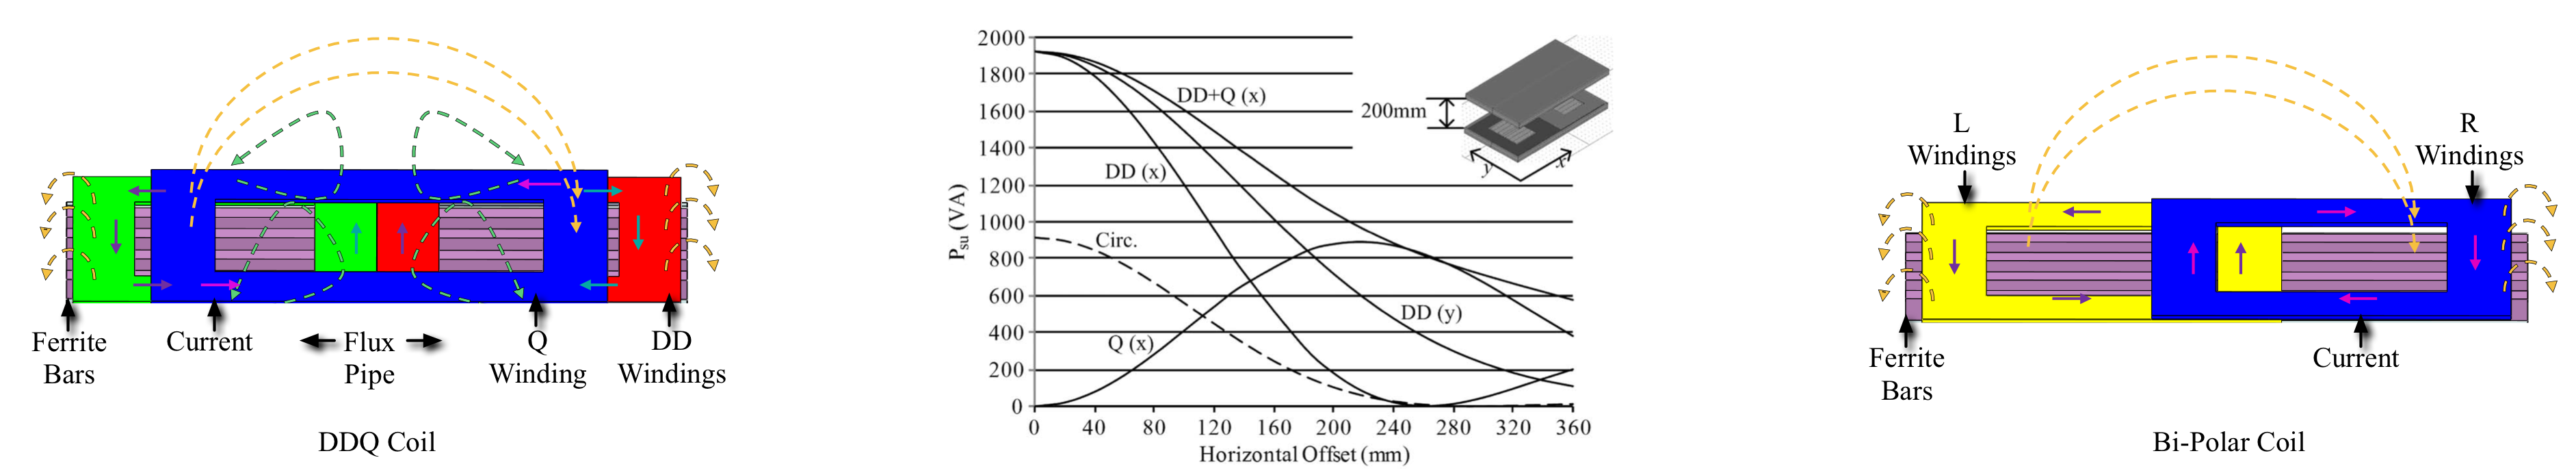 Ferrite
Bars
Current
Flux
Pipe
Q
Winding
DD
Windings
DDQ Coil
P_su (VA)
2000
1800
1600
1400
1200
1000
800
600
400
200
0
DD+Q (x)
DD (x)
Circ.
Q (x)
DD (y)
200mm
y
x
0 40 80 120 160 200 240 280 320 360
Horizontal Offset (mm)
L
Windings
R
Windings
Ferrite
Bars
Current
Bi-Polar Coil